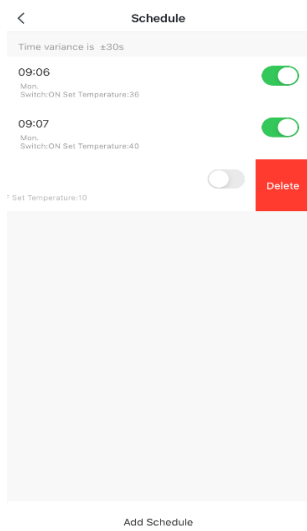 Schedule
Time variance is ±30s
09:06
Mon.
Switch:ON Set Temperature:36
09:07
Mon.
Switch:ON Set Temperature:40
Delete
Set Temperature:10
Add Schedule